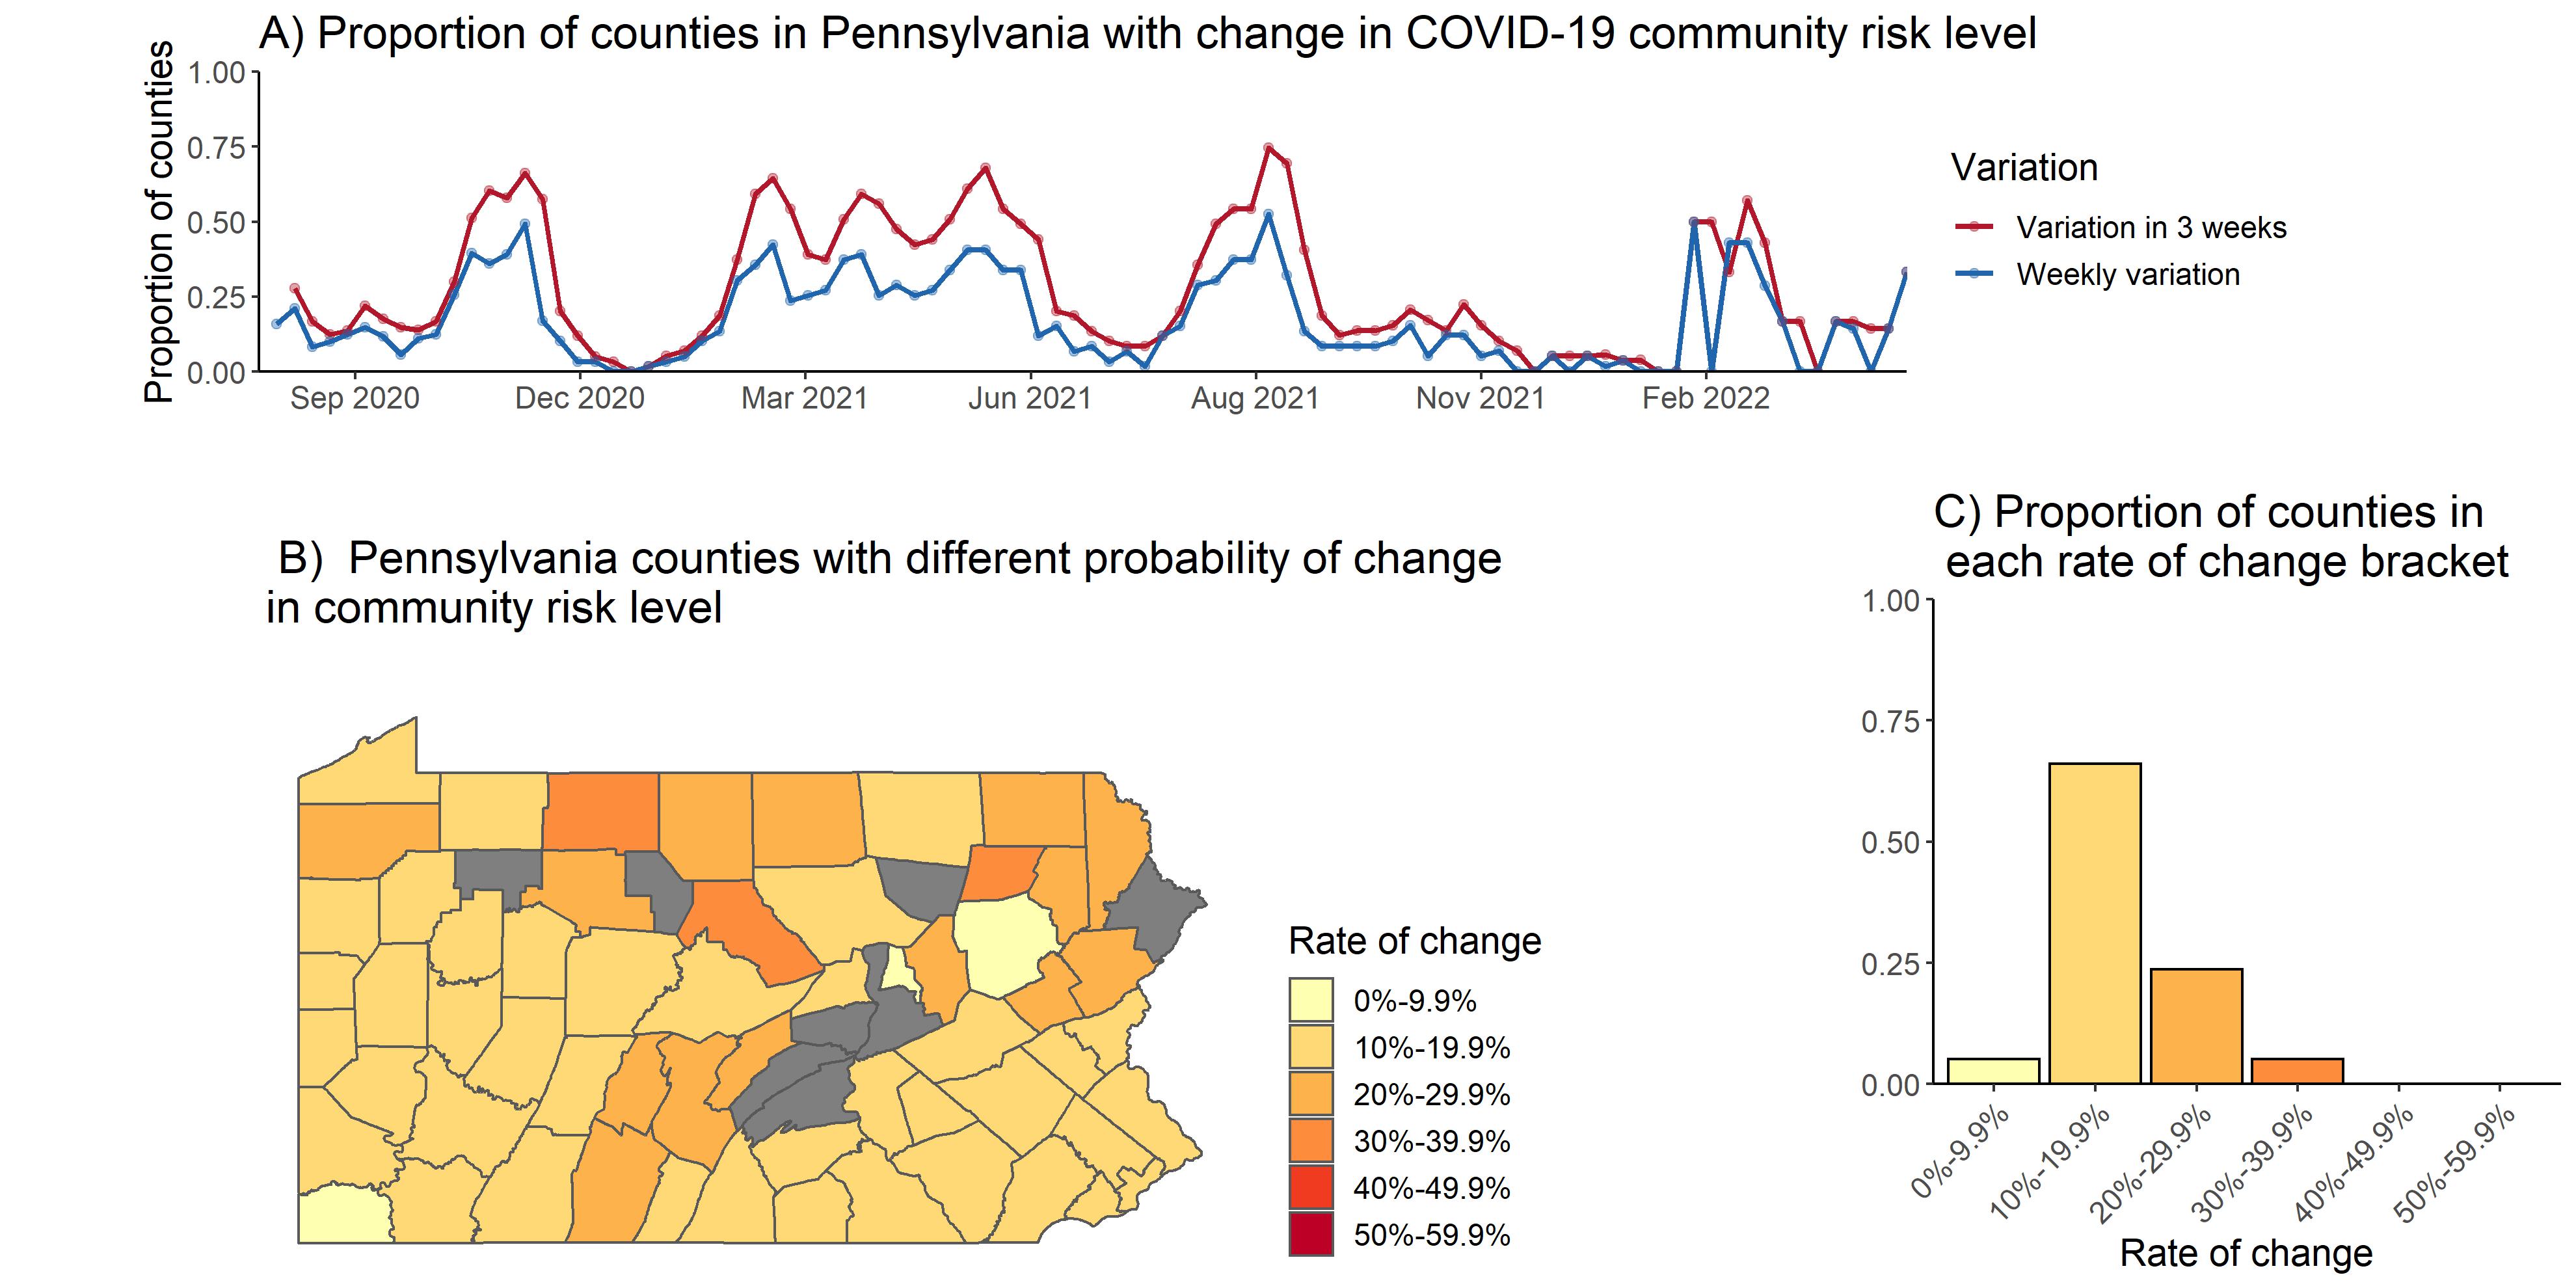 A) Proportion of counties in Pennsylvania with change in COVID-19 community risk level
Proportion of counties
1.00
0.75
0.50
0.25
0.00
Sep 2020
Dec 2020
Mar 2021
Jun 2021
Aug 2021
Nov 2021
Feb 2022
Variation
Variation in 3 weeks
Weekly variation
B) Pennsylvania counties with different probability of change
in community risk level
Rate of change
0%-9.9%
10%-19.9%
20%-29.9%
30%-39.9%
40%-49.9%
50%-59.9%
C) Proportion of counties in
each rate of change bracket
1.00
0.75
0.50
0.25
0.00
0%-9.9%
10%-19.9%
20%-29.9%
30%-39.9%
40%-49.9%
50%-59.9%
Rate of change